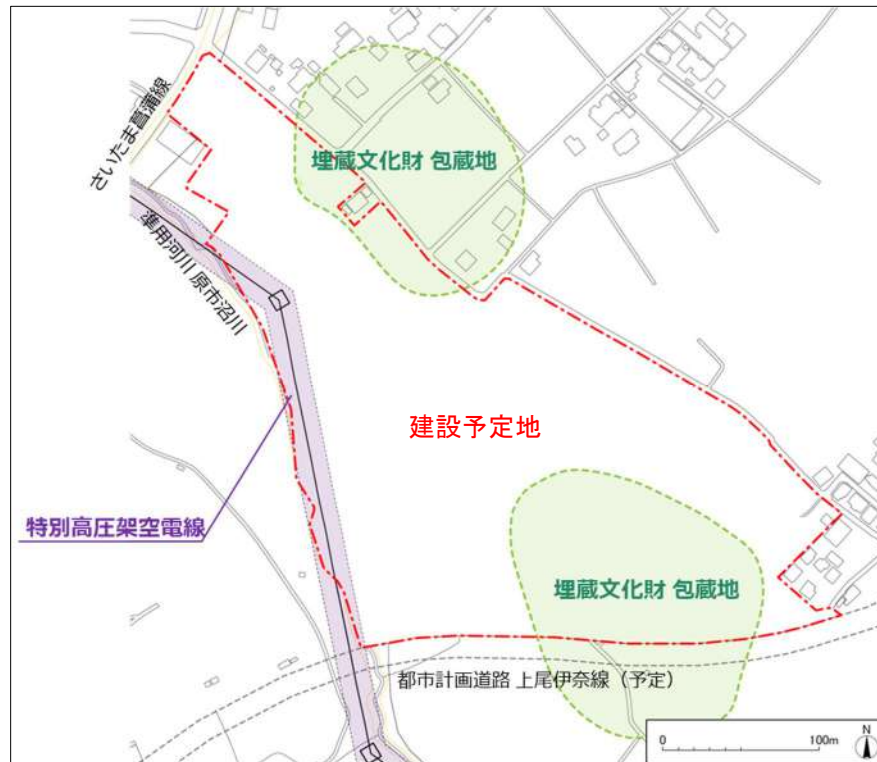 さいたま菖蒲線
埋蔵文化財 包蔵地
準用河川 原市沼川
建設予定地
特別高圧架空電線
埋蔵文化財 包蔵地
都市計画道路 上尾伊奈線（予定）
0 100m
N